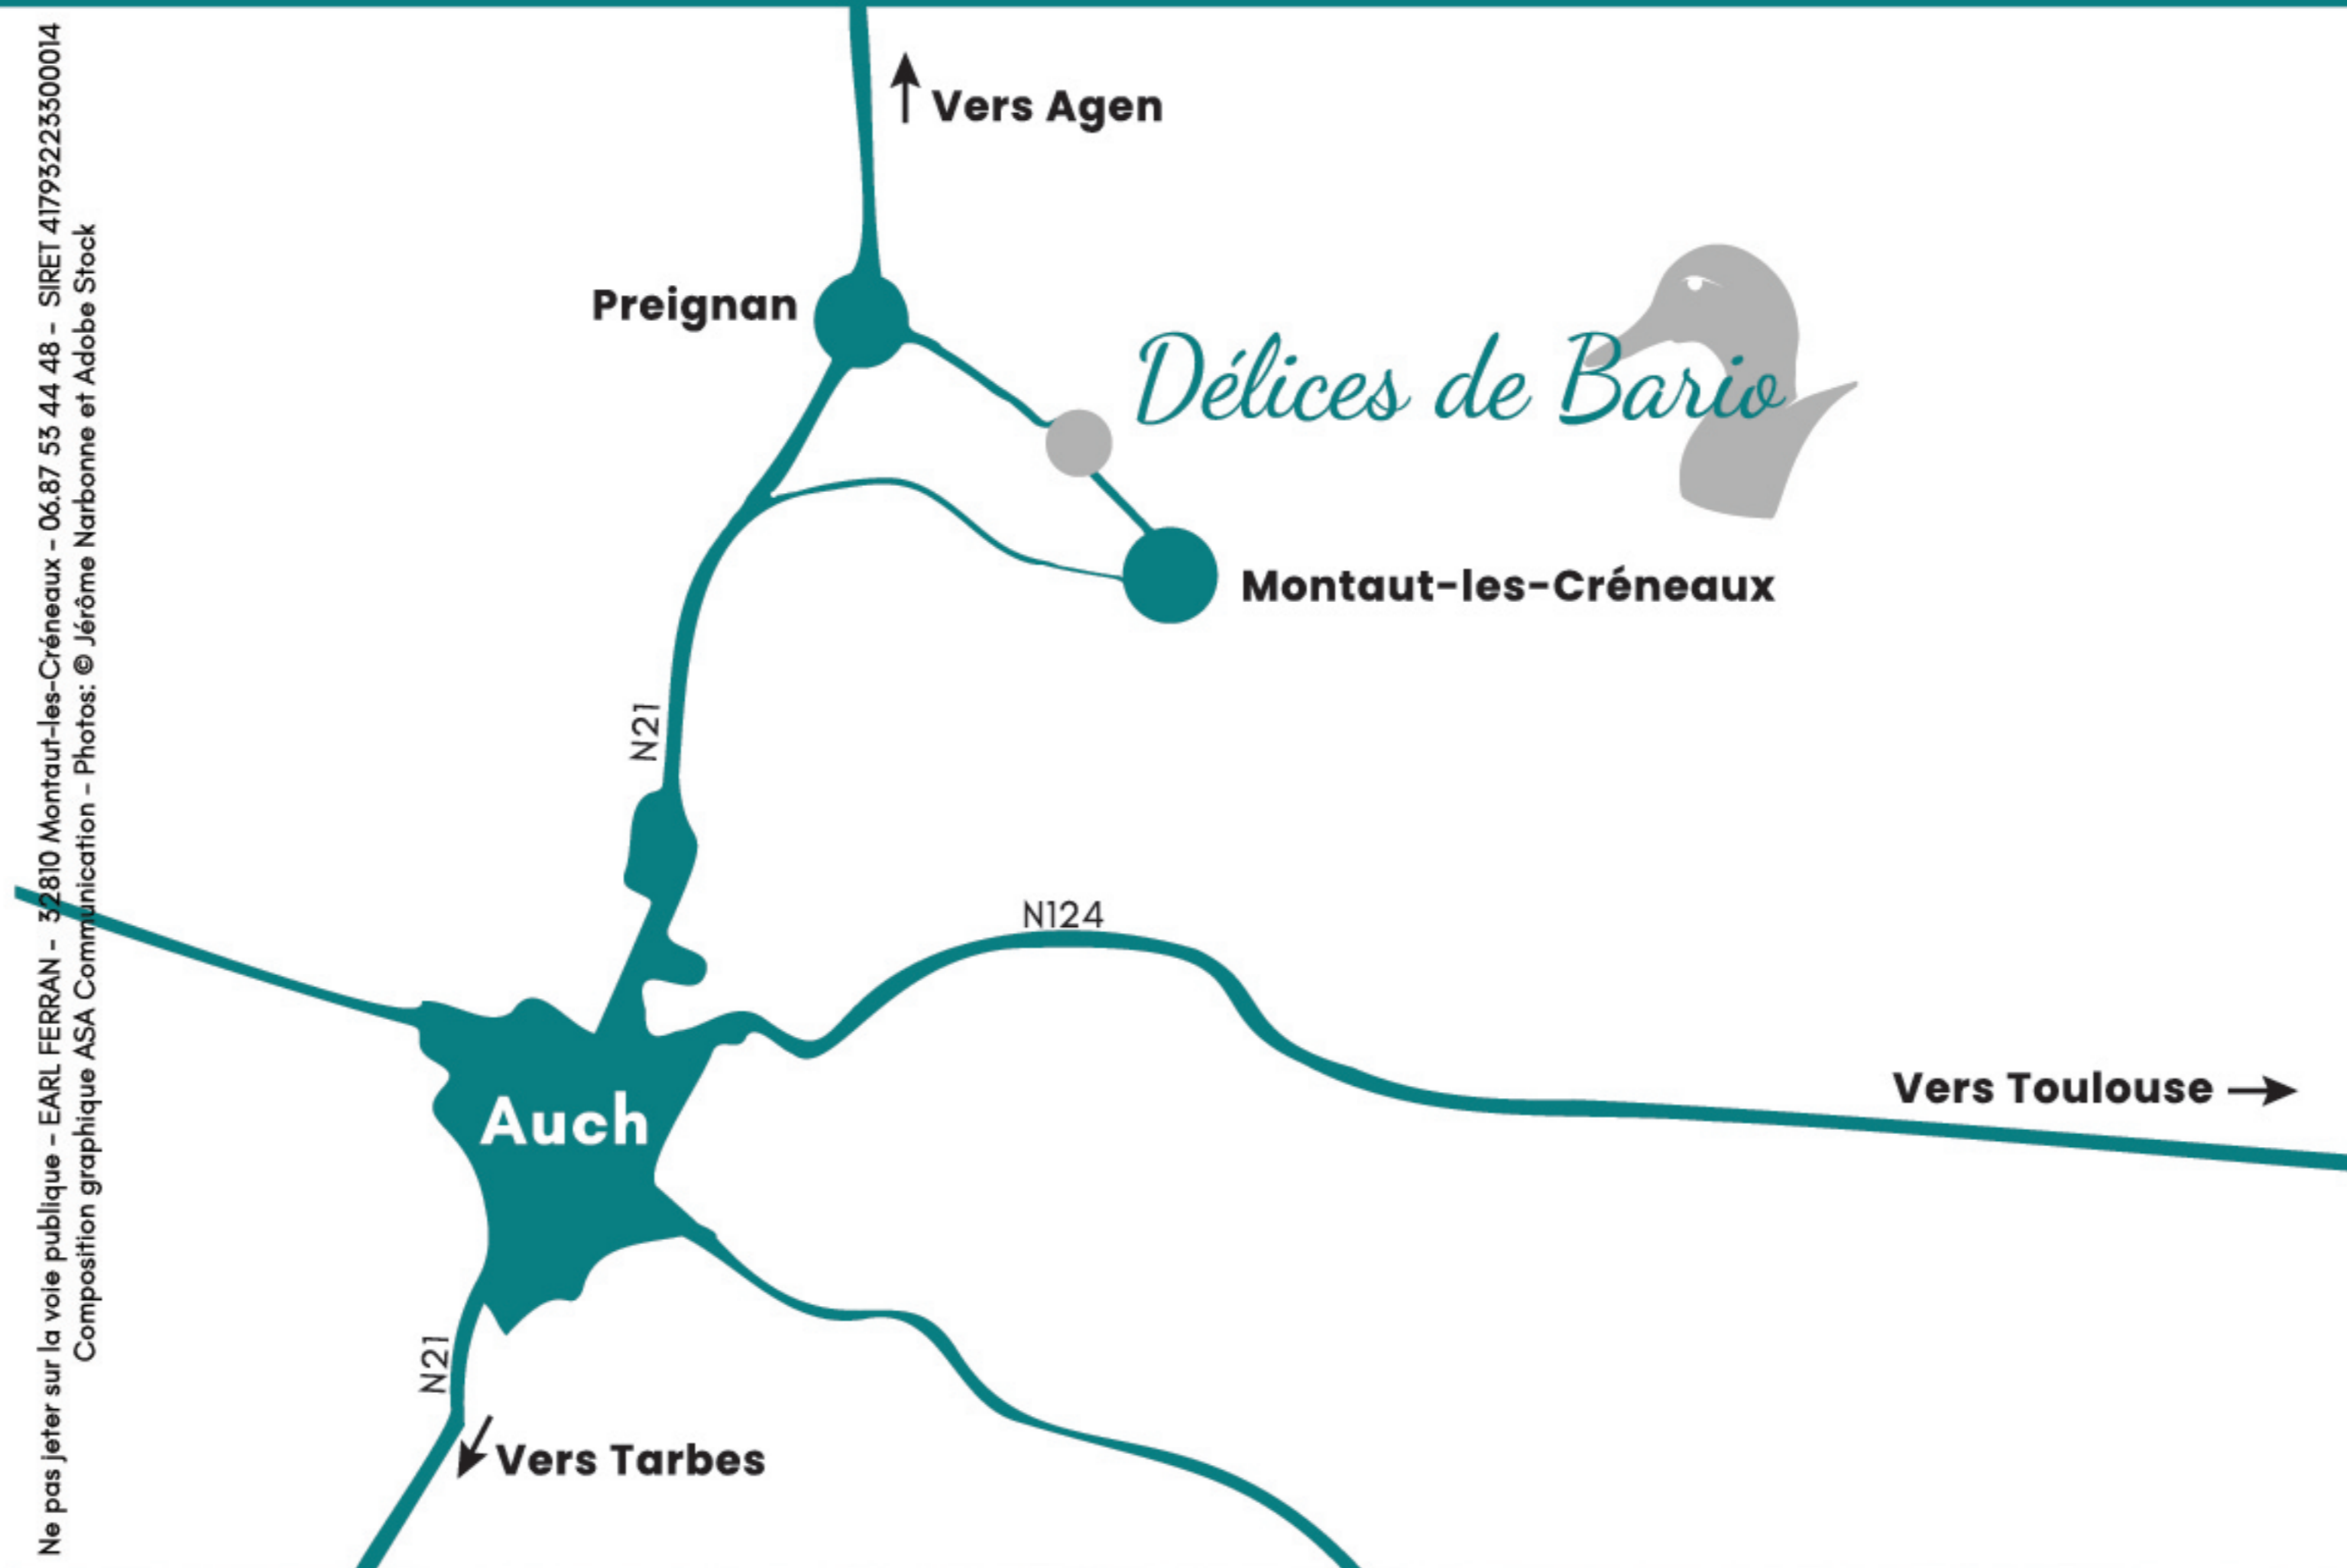 Ne pas jeter sur la voie publique - EARL FERRAN - 32810 Montaut-les-Créneaux - 06.87 53 44 48 - SIRET 41793223300014
Composition graphique ASA Communication - Photos: © Jérôme Narbonne et Adobe Stock
Vers Agen
Preignan
Délices de Bario
Montaut-les-Créneaux
N21
N124
Vers Toulouse
Auch
N21
Vers Tarbes